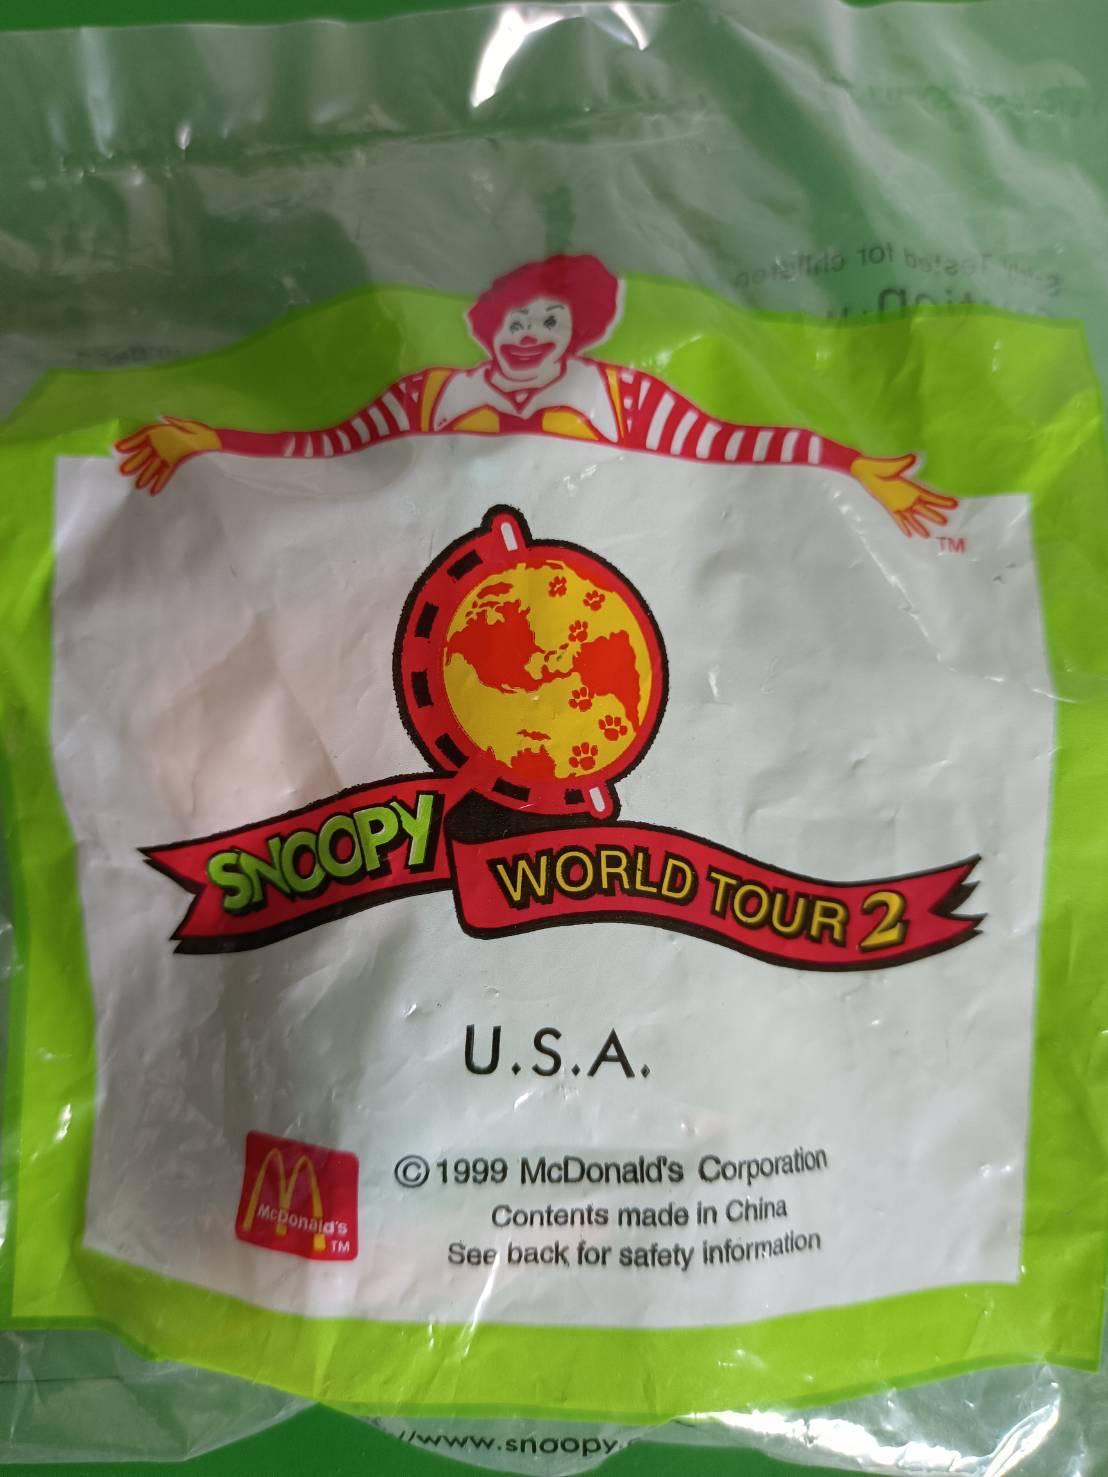 TM
SNOOPY WORLD TOUR 2
U.S.A.
McDonald's
TM
©1999 McDonald's Corporation
Contents made in China
See back for safety information
//www.snoopy.